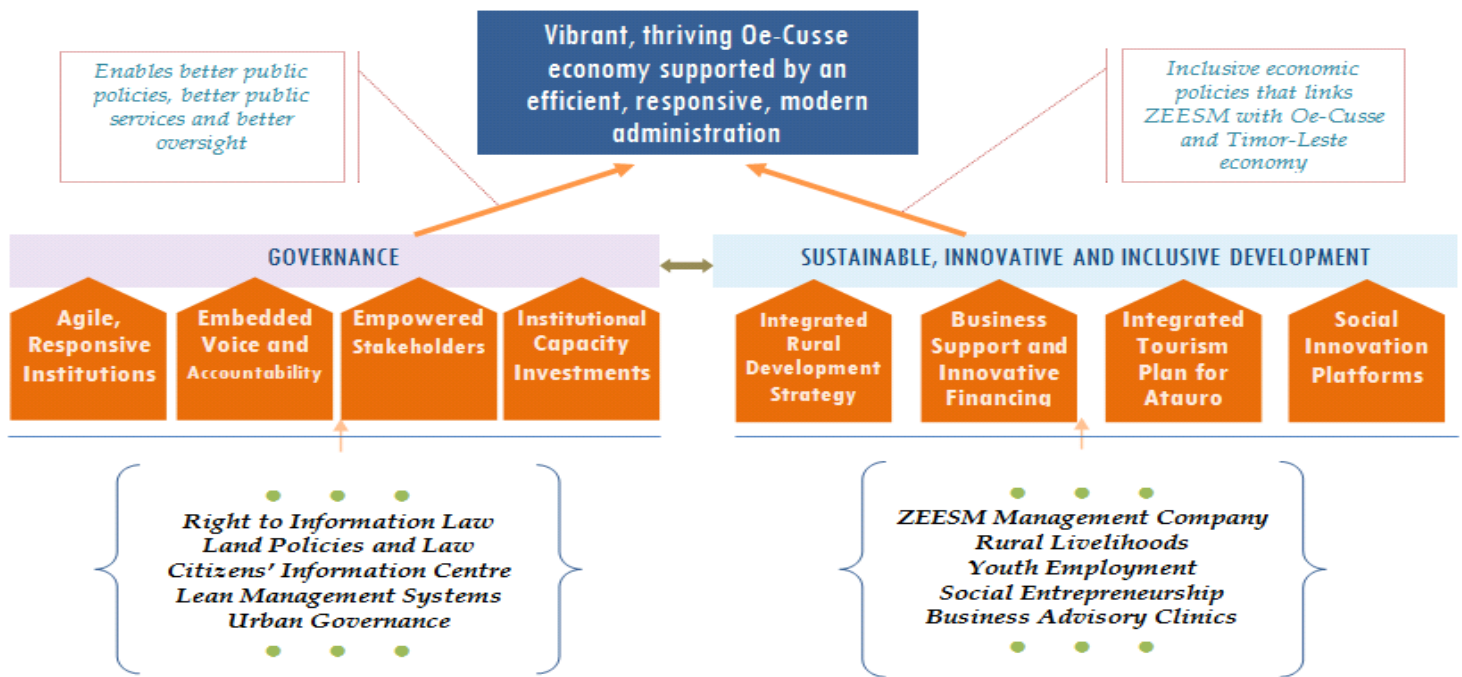 Vibrant, thriving Oe-Cusse
economy supported by an
efficient, responsive, modern
administration
Enables better public
policies, better public
services and better
oversight
Inclusive economic
policies that links
ZEESM with Oe-Cusse
and Timor-Leste
economy
GOVERNANCE
Agile,
Responsive
Institutions
Embedded
Voice and
Accountability
Empowered
Stakeholders
Institutional
Capacity
Investments
SUSTAINABLE, INNOVATIVE AND INCLUSIVE DEVELOPMENT
Integrated
Rural
Development
Strategy
Business
Support and
Innovative
Financing
Integrated
Tourism
Plan for
Atauro
Social
Innovation
Platforms
Right to Information Law
Land Policies and Law
Citizens' Information Centre
Lean Management Systems
Urban Governance
ZEESM Management Company
Rural Livelihoods
Youth Employment
Social Entrepreneurship
Business Advisory Clinics